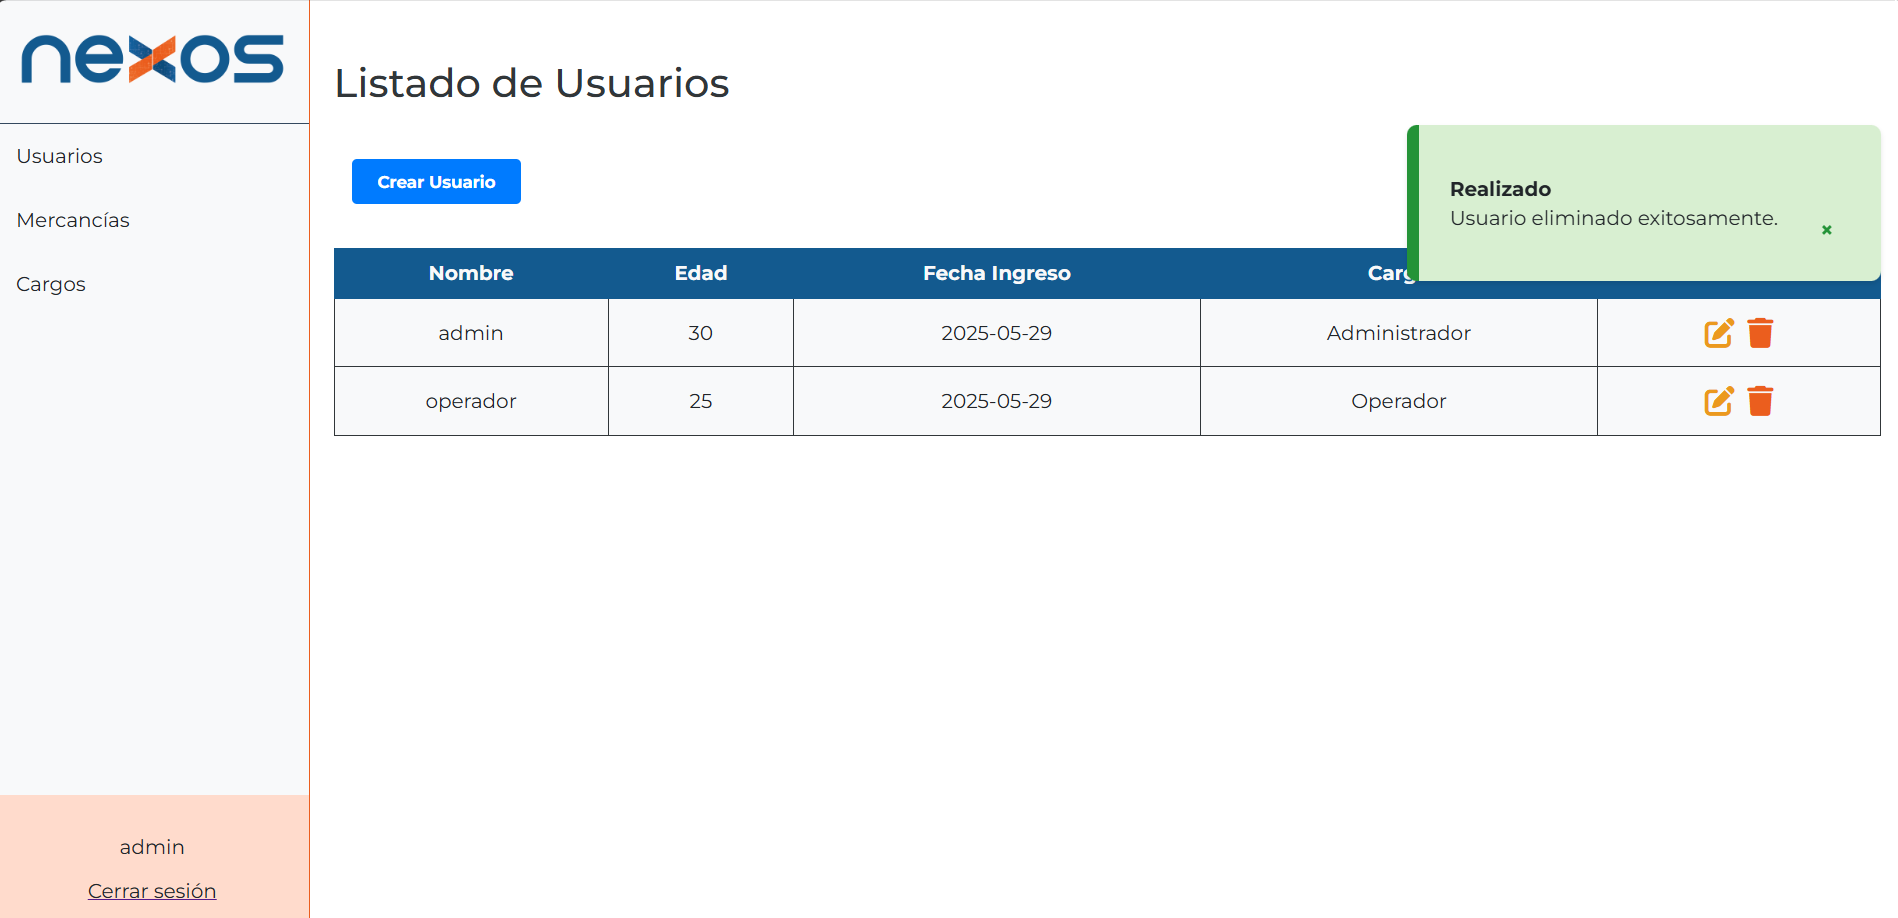 nexos
Usuarios
Mercancías
Cargos
admin
Cerrar sesión
Listado de Usuarios
Crear Usuario
Realizado
Usuario eliminado exitosamente.
×
Nombre Edad Fecha Ingreso Carg
admin 30 2025-05-29 Administrador
operador 25 2025-05-29 Operador